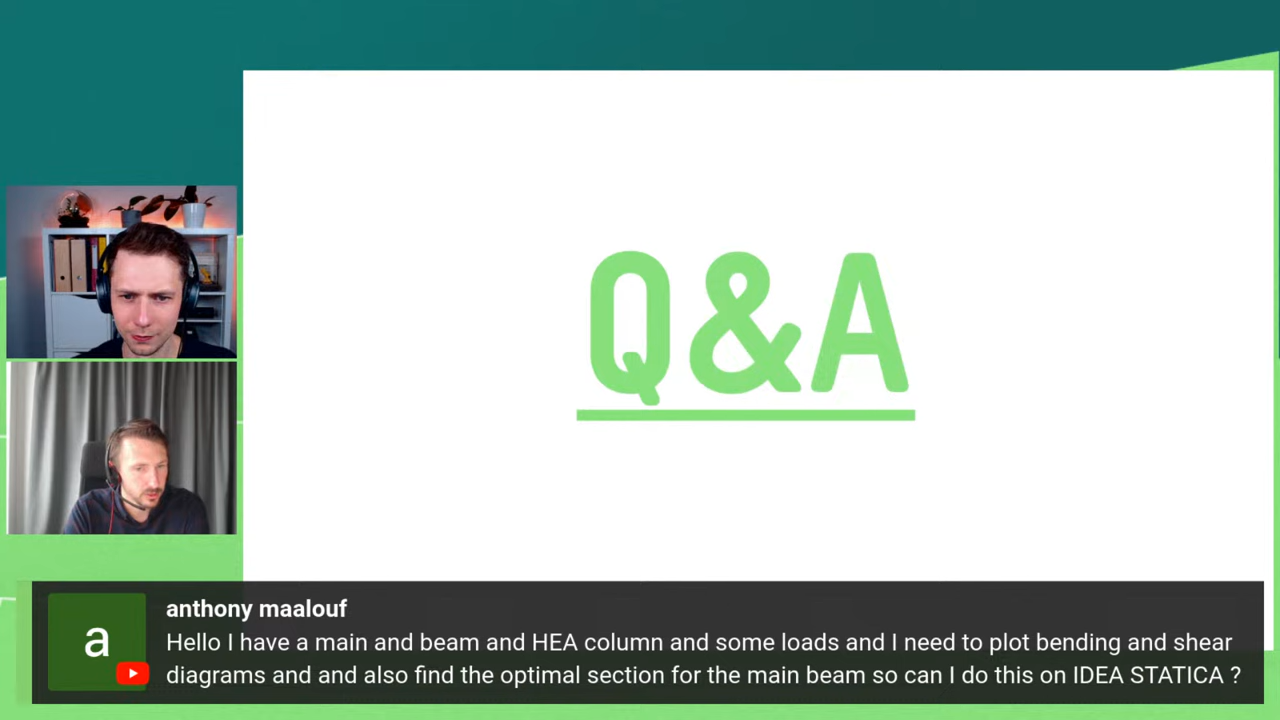 Q&A
a
anthony maalouf
Hello I have a main and beam and HEA column and some loads and I need to plot bending and shear
diagrams and and also find the optimal section for the main beam so can I do this on IDEA STATICA ?